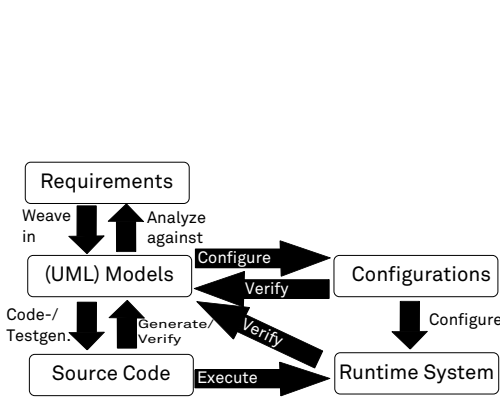 Requirements
Weave
in
Analyze
against
Configure
(UML) Models
Configurations
Verify
Code-/
Testgen.
Generate/
Verify
Verify
Configure
Source Code
Execute
Runtime System